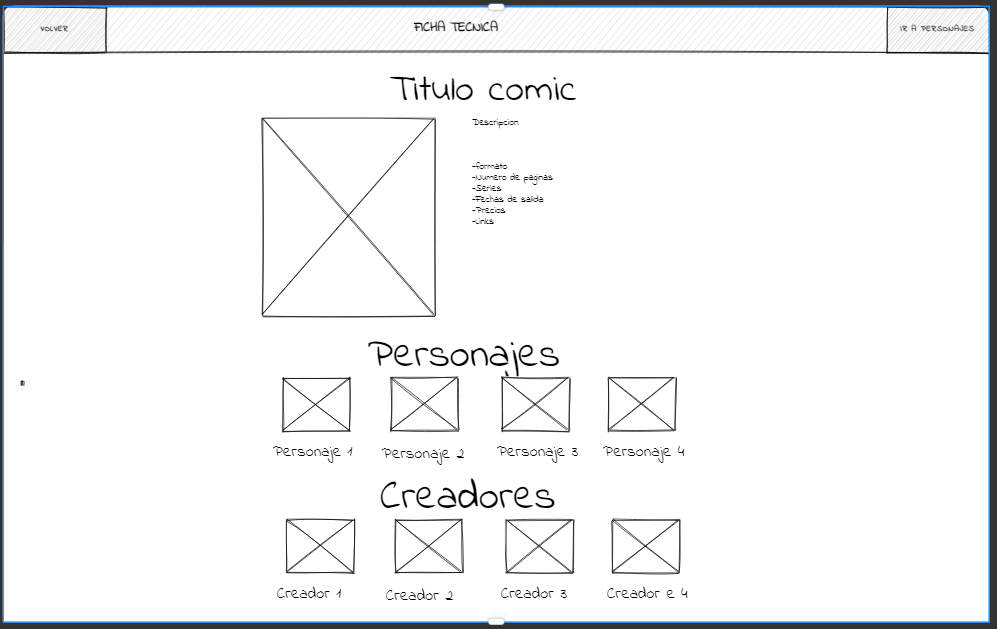 VOLVER
FICHA TECNICA
IR A PERSONAJES
Titulo comic
Descripcion
-formato
-Numero de paginas
-Series
-Fechas de salida
-Precios
-Links
Personajes
Personaje 1
Personaje 2
Personaje 3
Personaje 4
Creadores
Creador 1
Creador 2
Creador 3
Creador e 4